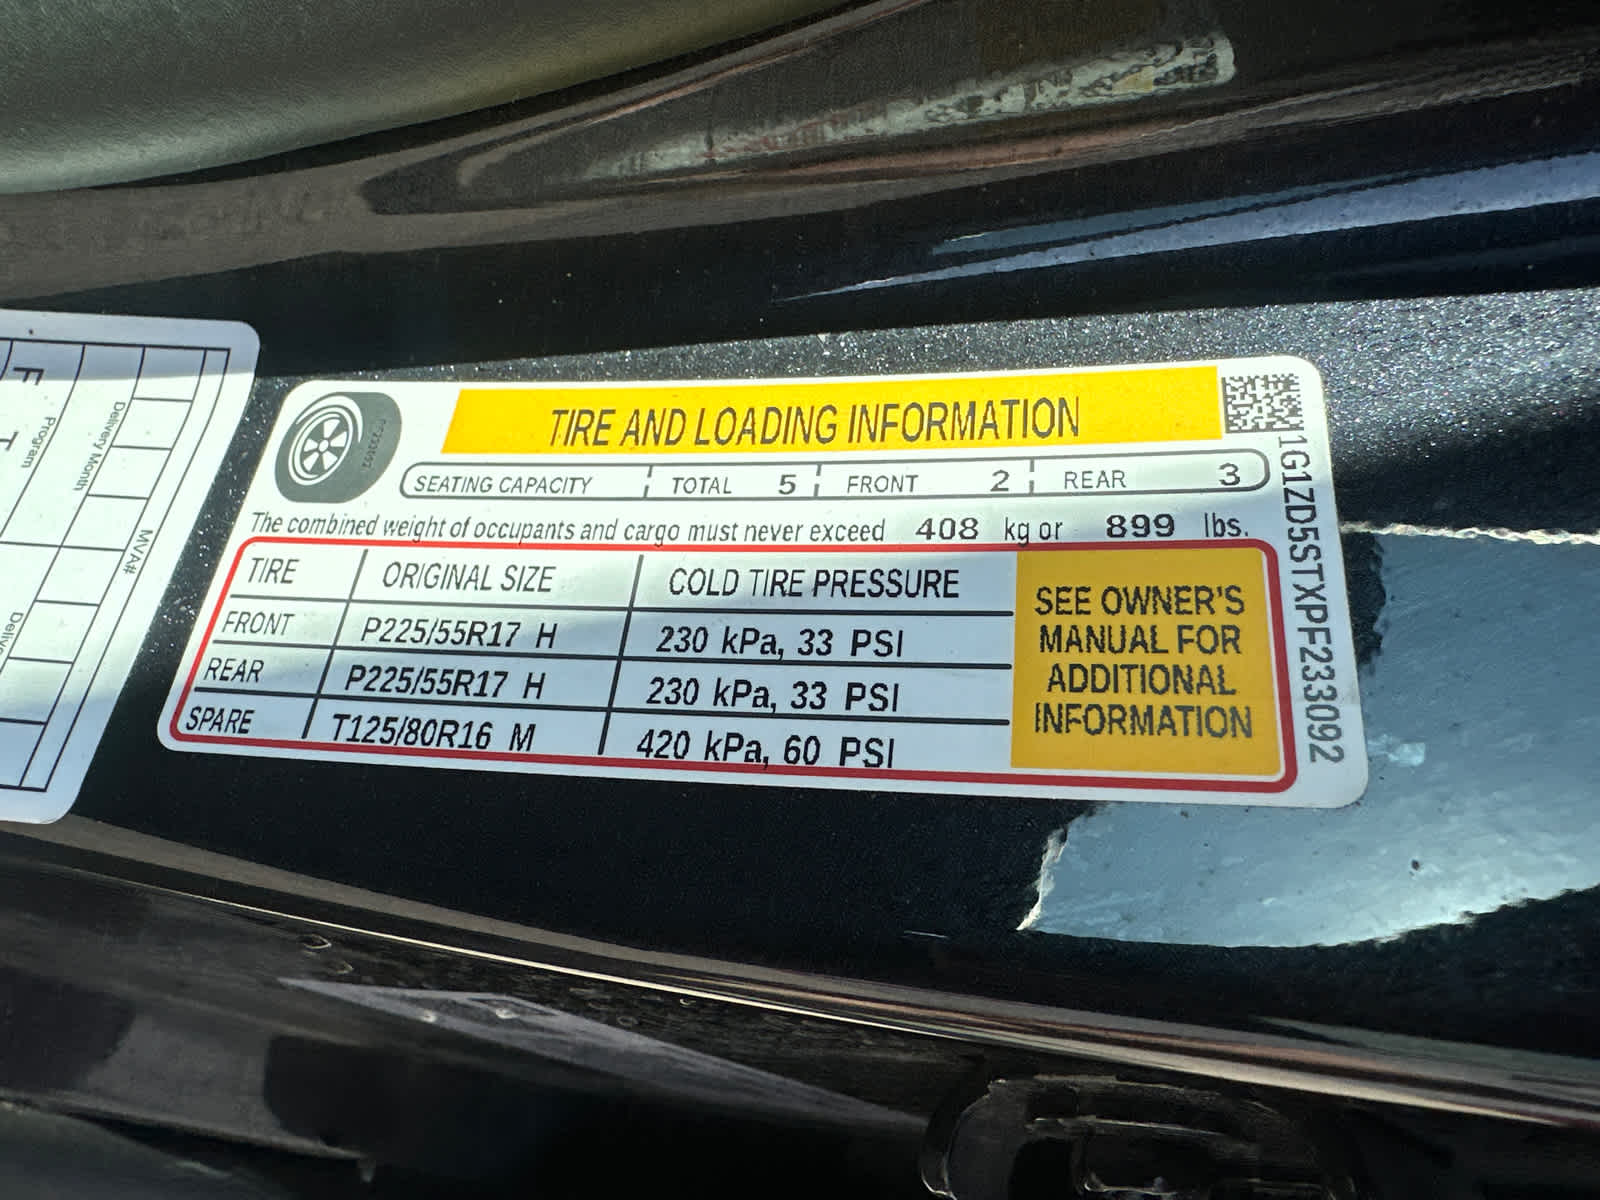 TIRE AND LOADING INFORMATION
SEATING CAPACITY TOTAL 5 FRONT 2 REAR 3
The combined weight of occupants and cargo must never exceed 408 kg or 899 lbs.
TIRE ORIGINAL SIZE COLD TIRE PRESSURE
FRONT P225/55R17 H 230 kPa, 33 PSI
REAR P225/55R17 H 230 kPa, 33 PSI
SPARE T125/80R16 M 420 kPa, 60 PSI
SEE OWNER'S
MANUAL FOR
ADDITIONAL
INFORMATION
1G1ZD5STXPF233092
Program
Delivery Month
MVA#